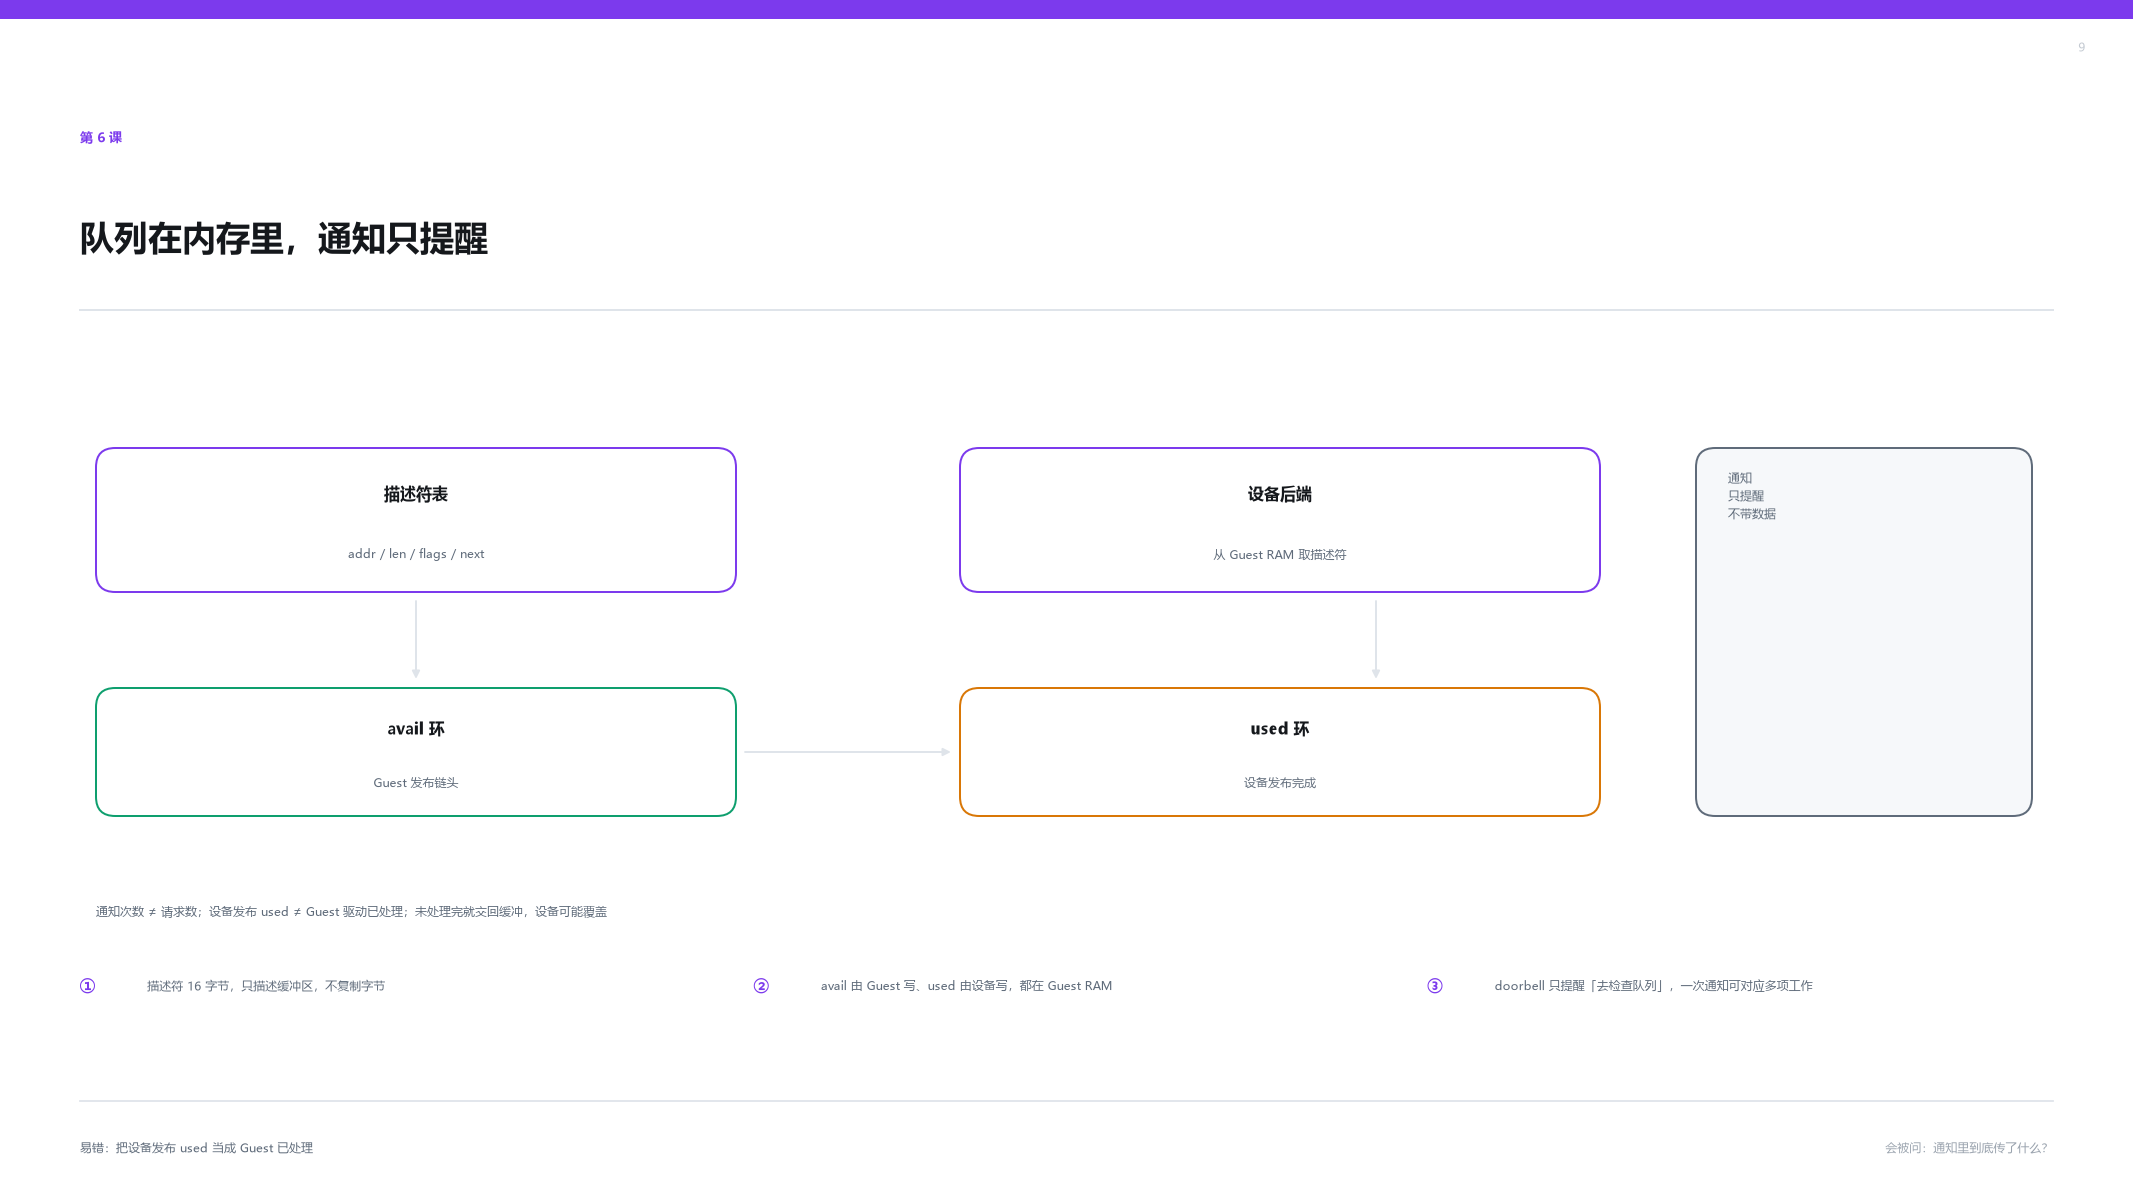 9
第 6 课
队列在内存里，通知只提醒
描述符表
addr / len / flags / next
设备后端
从 Guest RAM 取描述符
通知
只提醒
不带数据
avail 环
Guest 发布链头
used 环
设备发布完成
通知次数 ≠ 请求数；设备发布 used ≠ Guest 驱动已处理；未处理完就交回缓冲，设备可能覆盖
① 描述符 16 字节，只描述缓冲区，不复制字节
② avail 由 Guest 写、used 由设备写，都在 Guest RAM
③ doorbell 只提醒「去检查队列」，一次通知可对应多项工作
易错：把设备发布 used 当成 Guest 已处理
会被问：通知里到底传了什么？